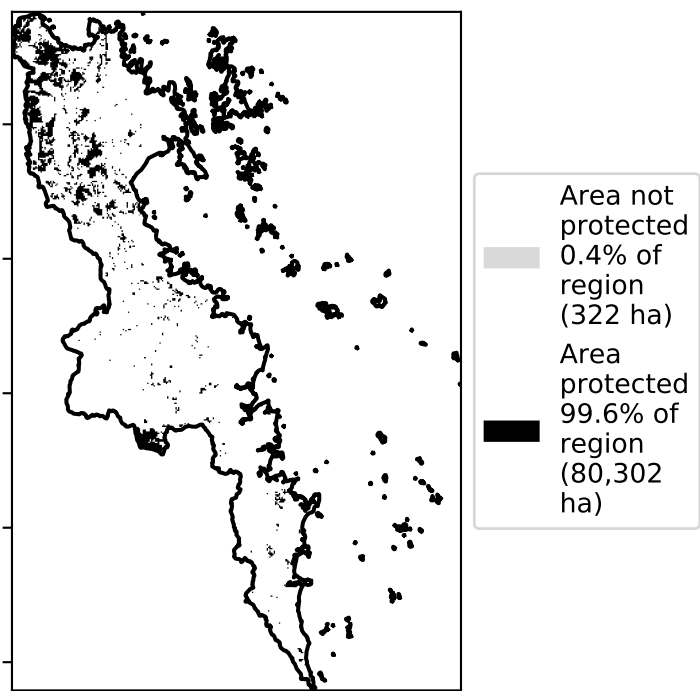 Area not
protected
0.4% of
region
(322 ha)
Area
protected
99.6% of
region
(80,302
ha)